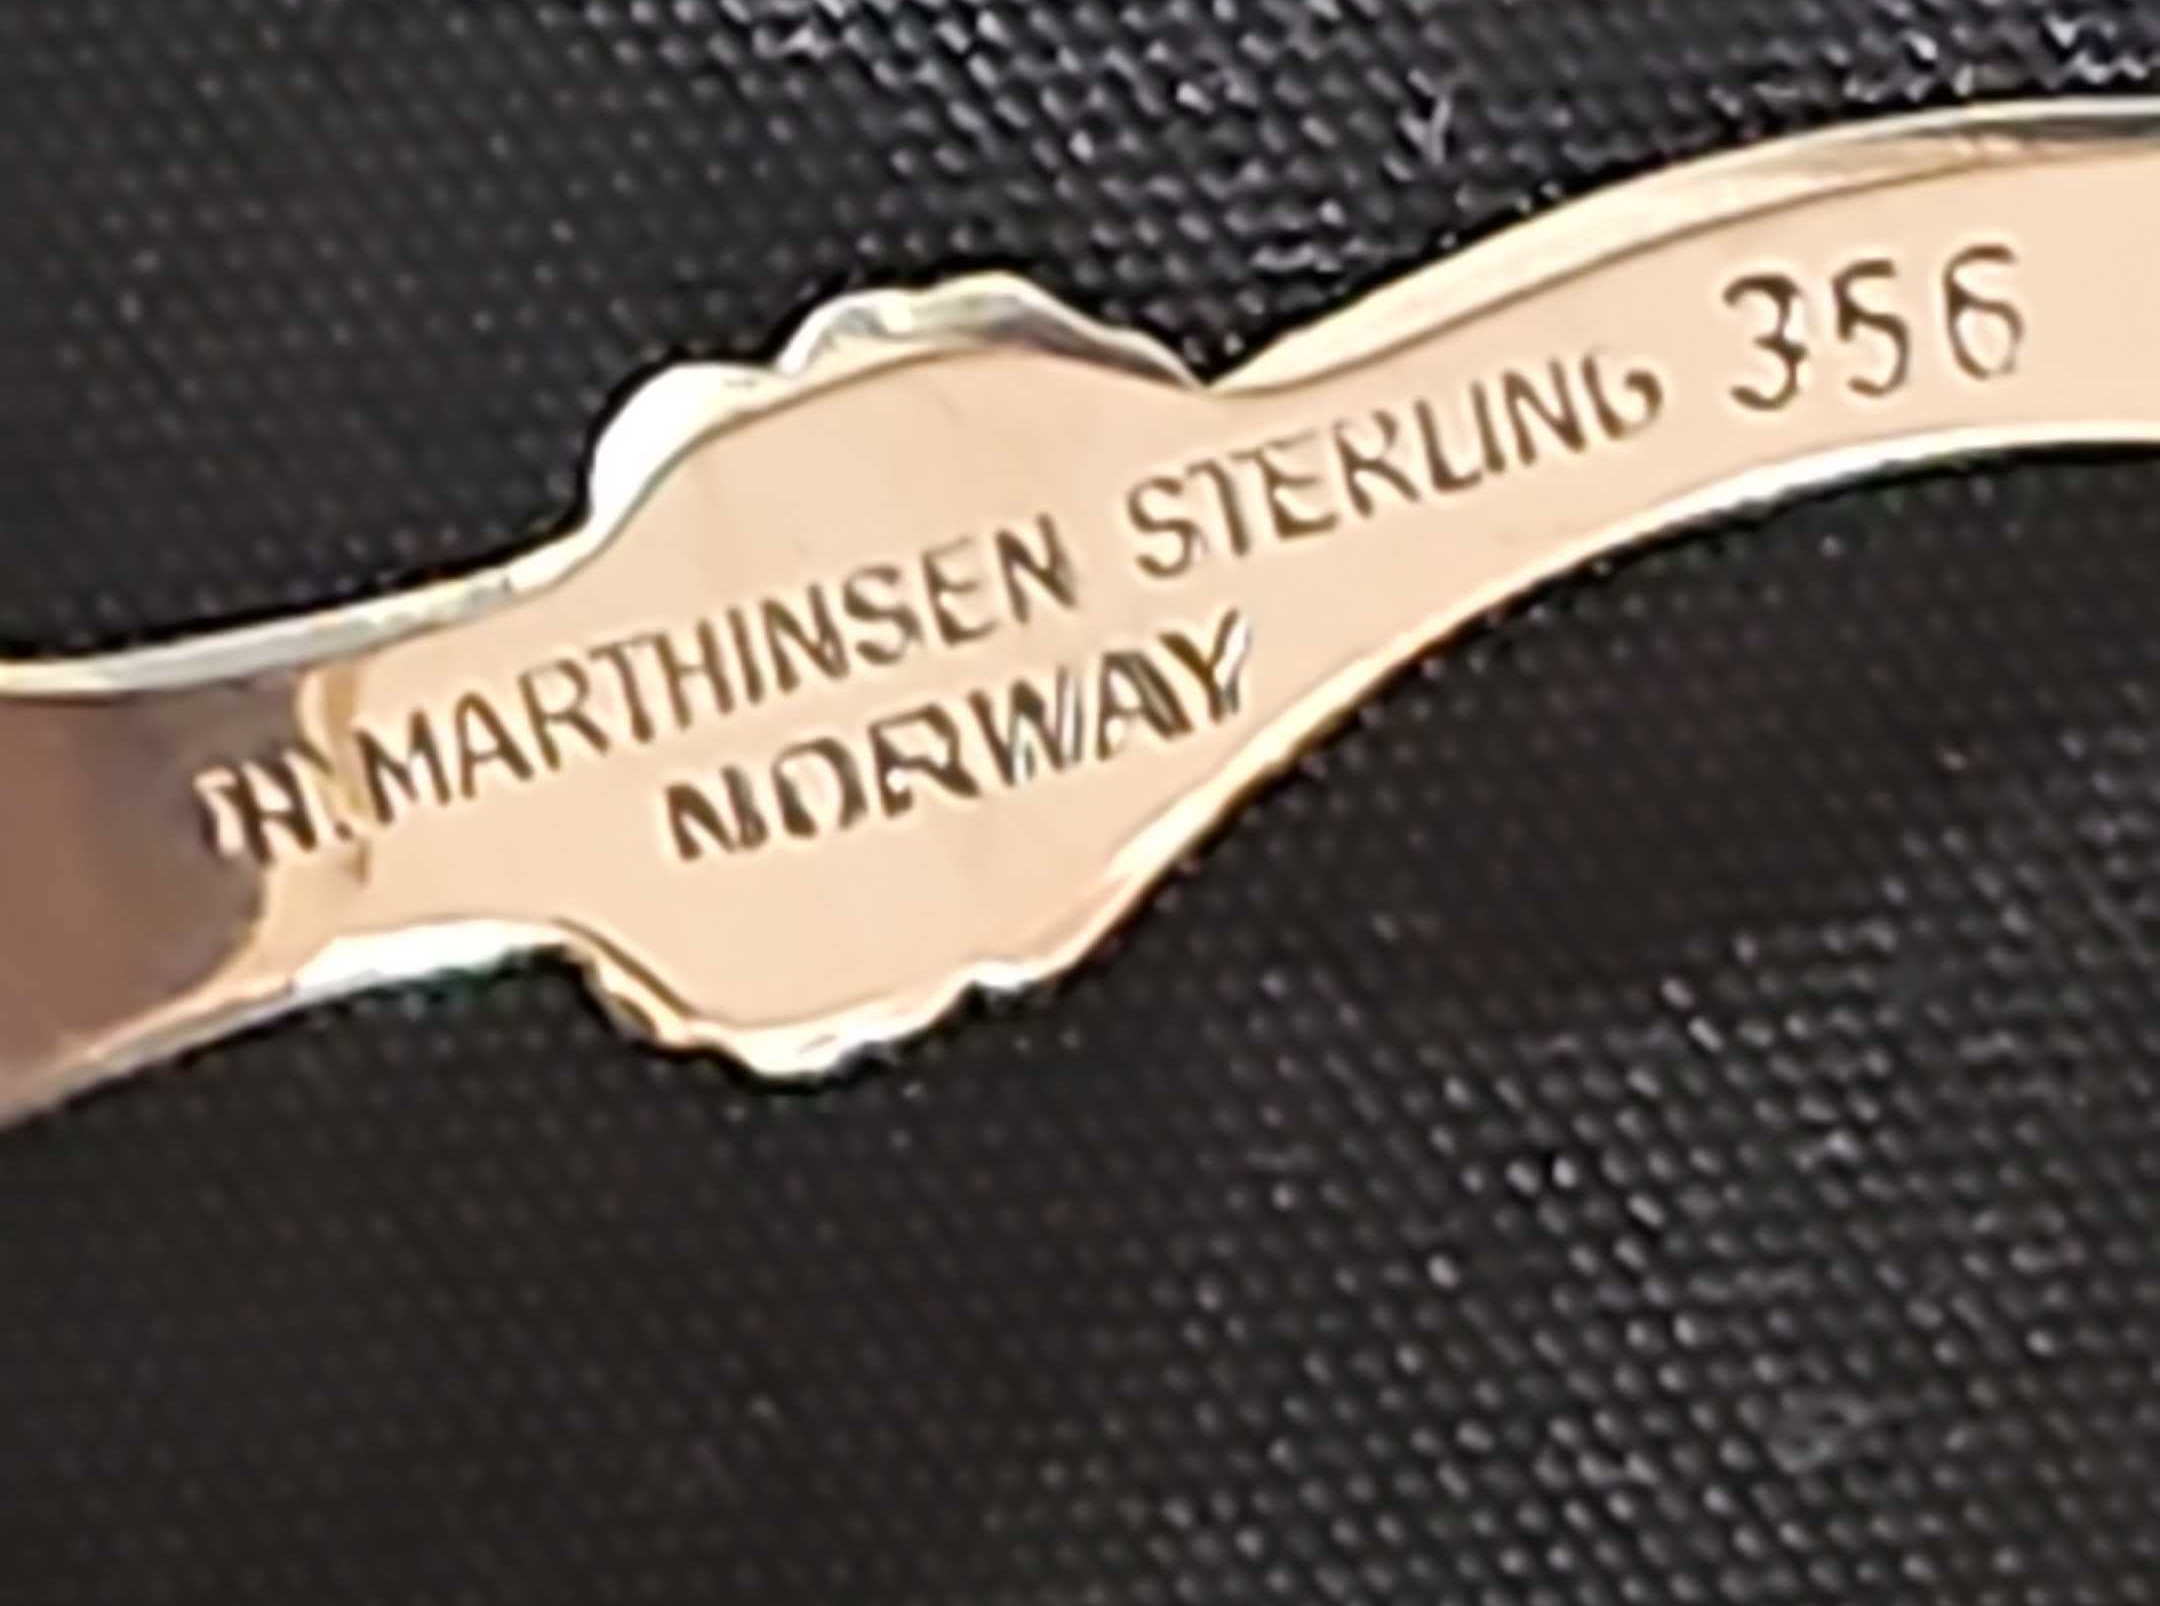 TH. MARTHINSEN STERLING 356
NORWAY